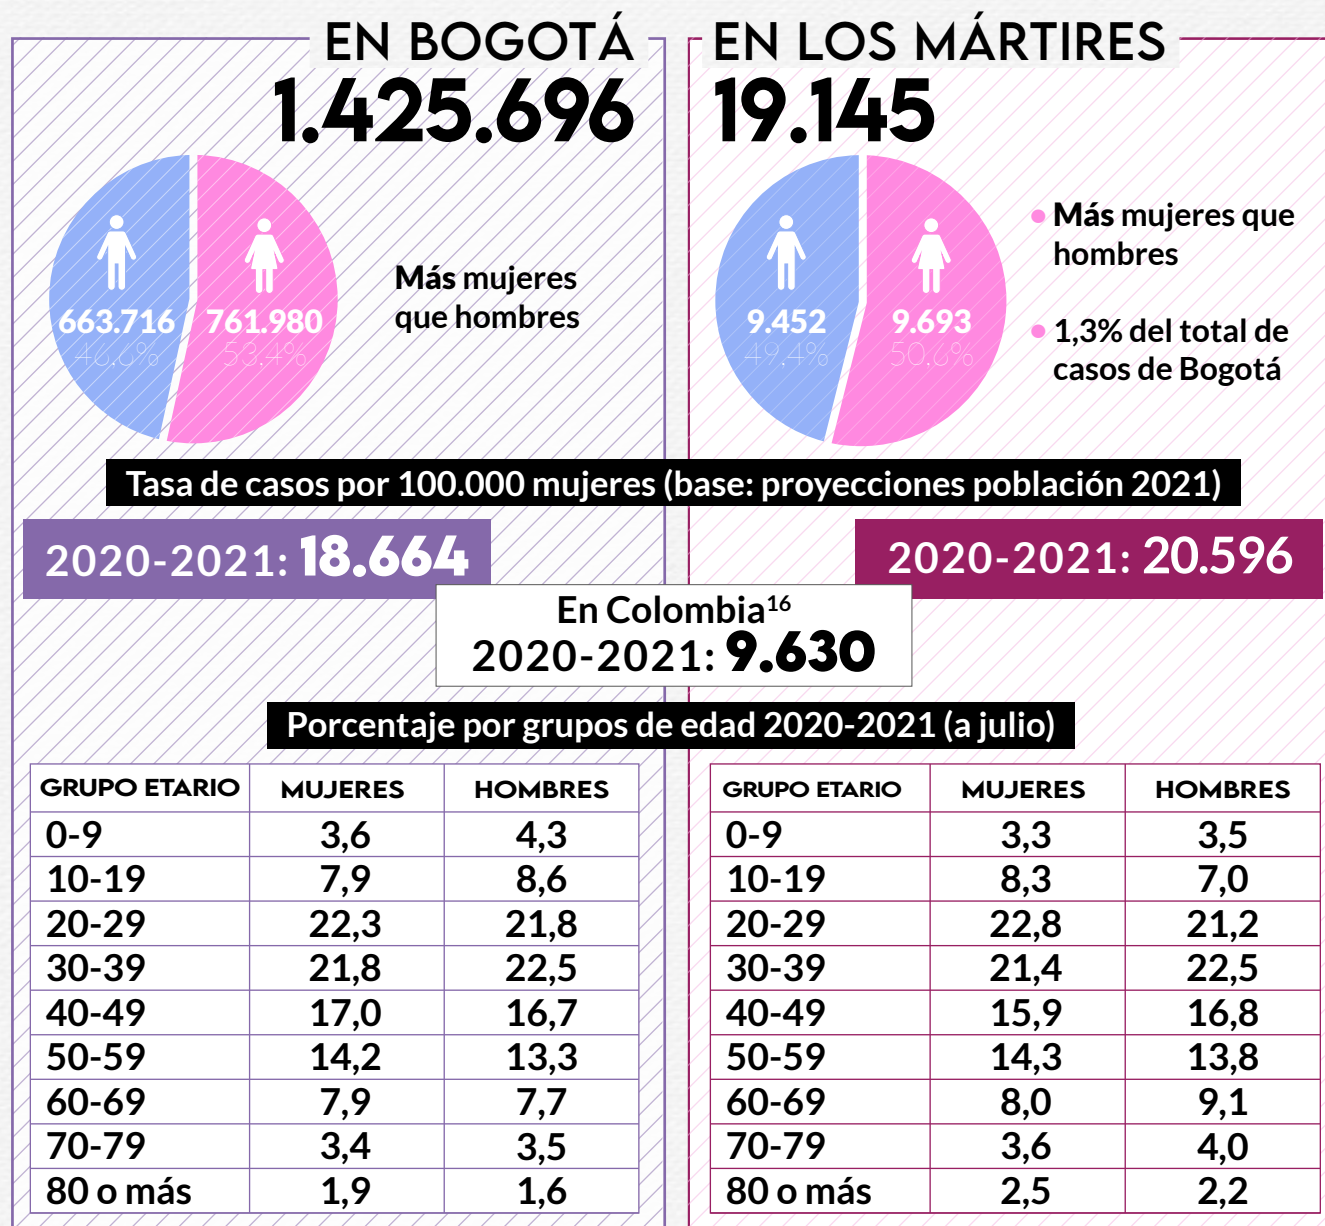 EN BOGOTÁ
1.425.696
663.716
46,6%
761.980
53,4%
Más mujeres
que hombres
EN LOS MÁRTIRES
19.145
9.452
49,4%
9.693
50,6%
Más mujeres que
hombres
1,3% del total de
casos de Bogotá
Tasa de casos por 100.000 mujeres (base: proyecciones población 2021)
2020-2021: 18.664
2020-2021: 20.596
En Colombia16
2020-2021: 9.630
Porcentaje por grupos de edad 2020-2021 (a julio)
GRUPO ETARIO MUJERES HOMBRES
0-9 3,6 4,3
10-19 7,9 8,6
20-29 22,3 21,8
30-39 21,8 22,5
40-49 17,0 16,7
50-59 14,2 13,3
60-69 7,9 7,7
70-79 3,4 3,5
80 o más 1,9 1,6
GRUPO ETARIO MUJERES HOMBRES
0-9 3,3 3,5
10-19 8,3 7,0
20-29 22,8 21,2
30-39 21,4 22,5
40-49 15,9 16,8
50-59 14,3 13,8
60-69 8,0 9,1
70-79 3,6 4,0
80 o más 2,5 2,2